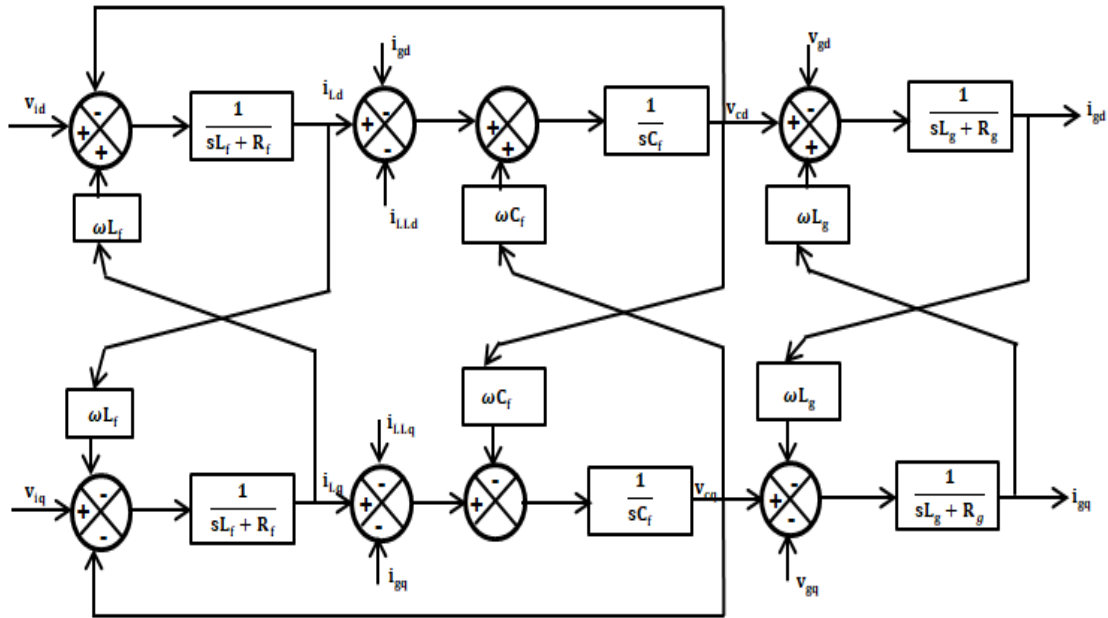 i_gd
v_gd
v_id
- + +
1
sL_f + R_f
i_Ld
+ - -
+ +
1
sC_f
v_cd
- + +
1
sL_g + R_g
i_gd
ωL_f
i_LLd
ωC_f
ωL_g
ωL_f
ωC_f
ωL_g
i_LLq
v_iq
- + -
1
sL_f + R_f
i_Lq
- + -
- +
1
sC_f
v_cq
- + -
1
sL_g + R_g
i_gq
i_gq
v_gq